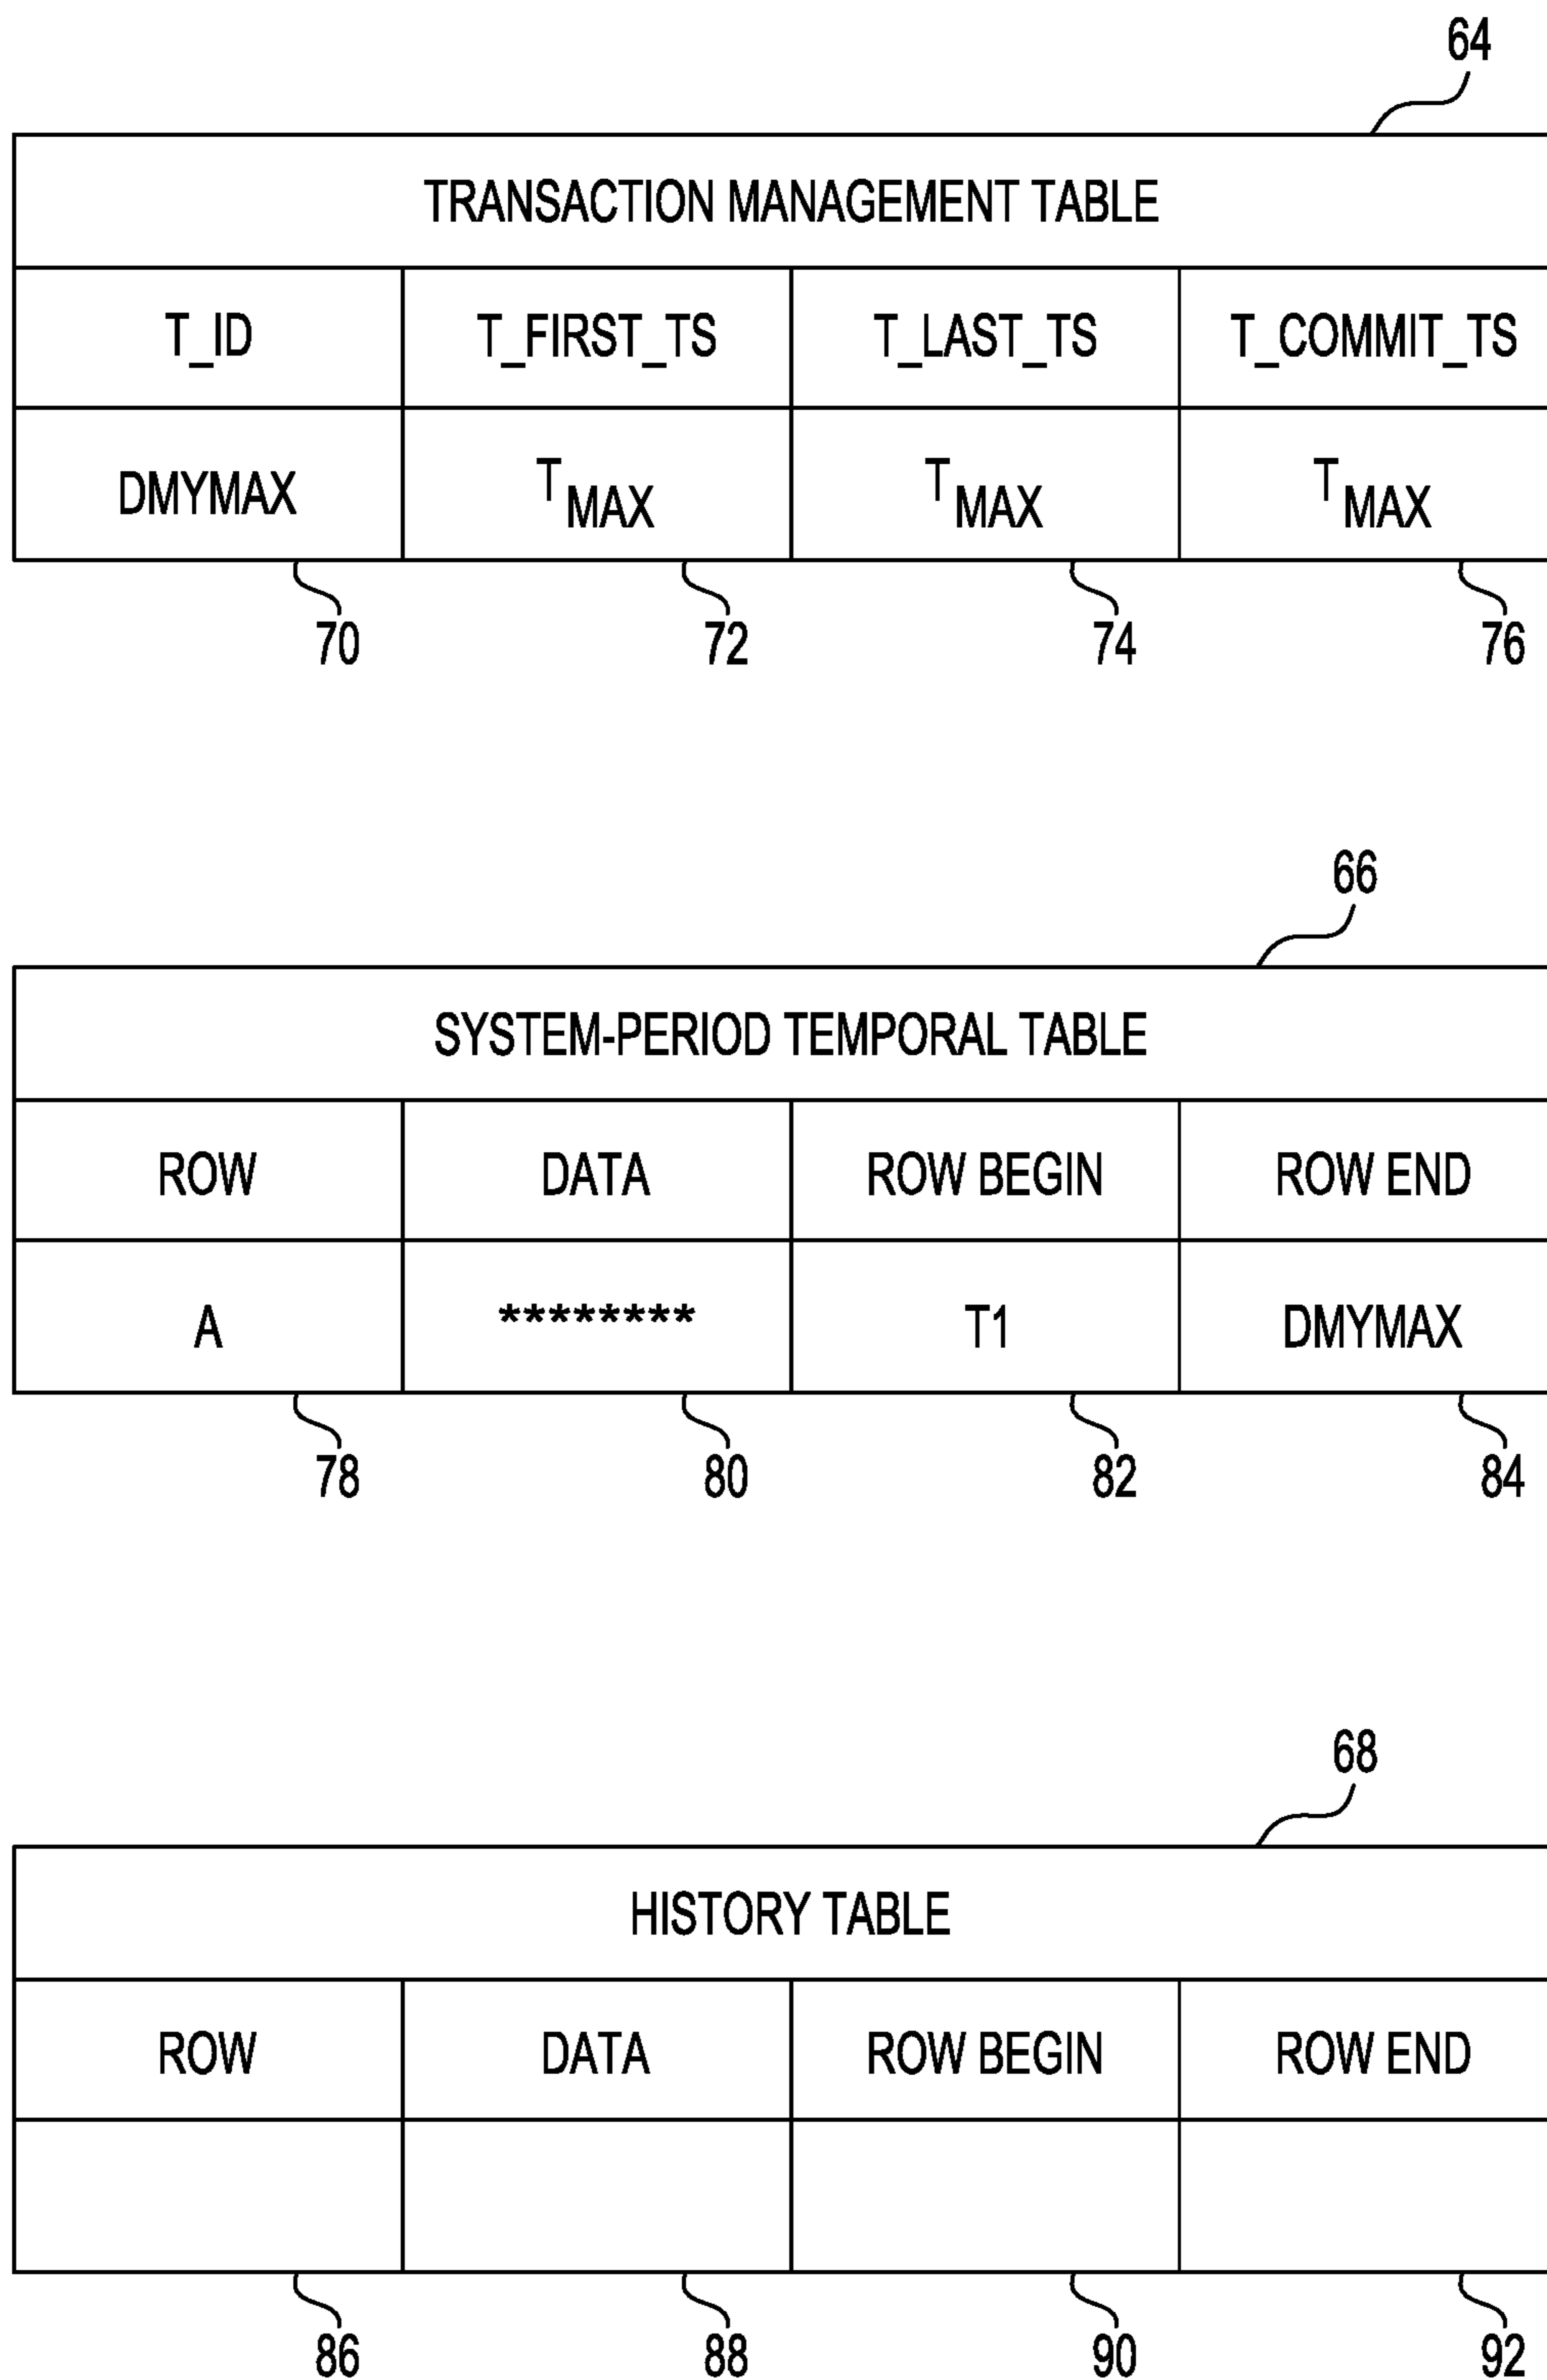 64
TRANSACTION MANAGEMENT TABLE
T_ID T_FIRST_TS T_LAST_TS T_COMMIT_TS
DMYMAX TMAX TMAX TMAX
70 72 74 76
66
SYSTEM-PERIOD TEMPORAL TABLE
ROW DATA ROW BEGIN ROW END
A ******** T1 DMYMAX
78 80 82 84
68
HISTORY TABLE
ROW DATA ROW BEGIN ROW END
86 88 90 92